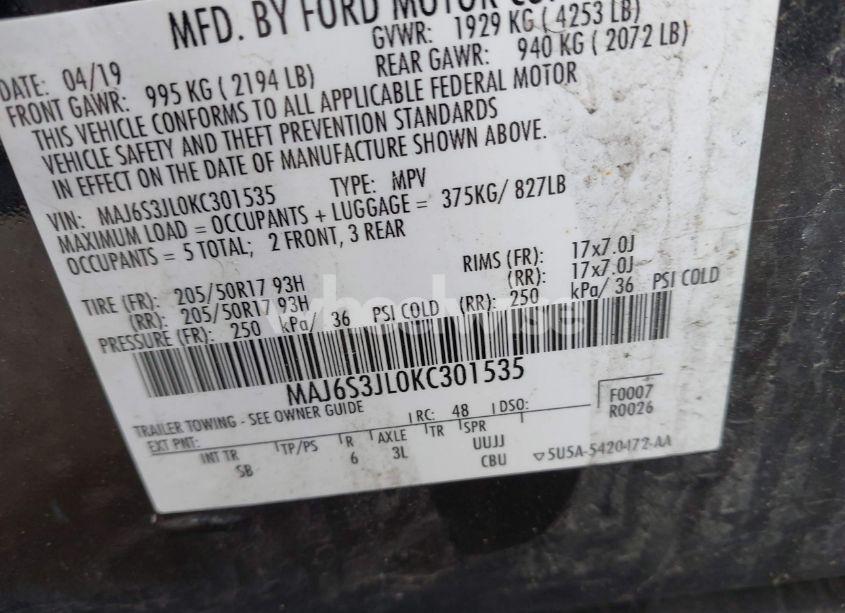 MFD. BY FORD MOTOR CO
DATE: 04/19 GVWR: 1929 KG ( 4253 LB)
FRONT GAWR: 995 KG ( 2194 LB) REAR GAWR: 940 KG ( 2072 LB)
THIS VEHICLE CONFORMS TO ALL APPLICABLE FEDERAL MOTOR
VEHICLE SAFETY AND THEFT PREVENTION STANDARDS
IN EFFECT ON THE DATE OF MANUFACTURE SHOWN ABOVE.
VIN: MAJ6S3JL0KC301535 TYPE: MPV
MAXIMUM LOAD = OCCUPANTS + LUGGAGE = 375KG/ 827LB
OCCUPANTS = 5 TOTAL; 2 FRONT, 3 REAR
TIRE (FR): 205/50R17 93H RIMS (FR): 17x7.0J
(RR): 205/50R17 93H (RR): 17x7.0J
PRESSURE (FR): 250 kPa/ 36 PSI COLD (RR): 250 kPa/ 36 PSI COLD
wheelwise
MAJ6S3JL0KC301535
TRAILER TOWING - SEE OWNER GUIDE
F0007
R0026
EXT PNT: RC: 48 DSO:
INT TR TP/PS R AXLE TR SPR
SB 6 3L UUJJ
CBU 5U5A-5420472-AA